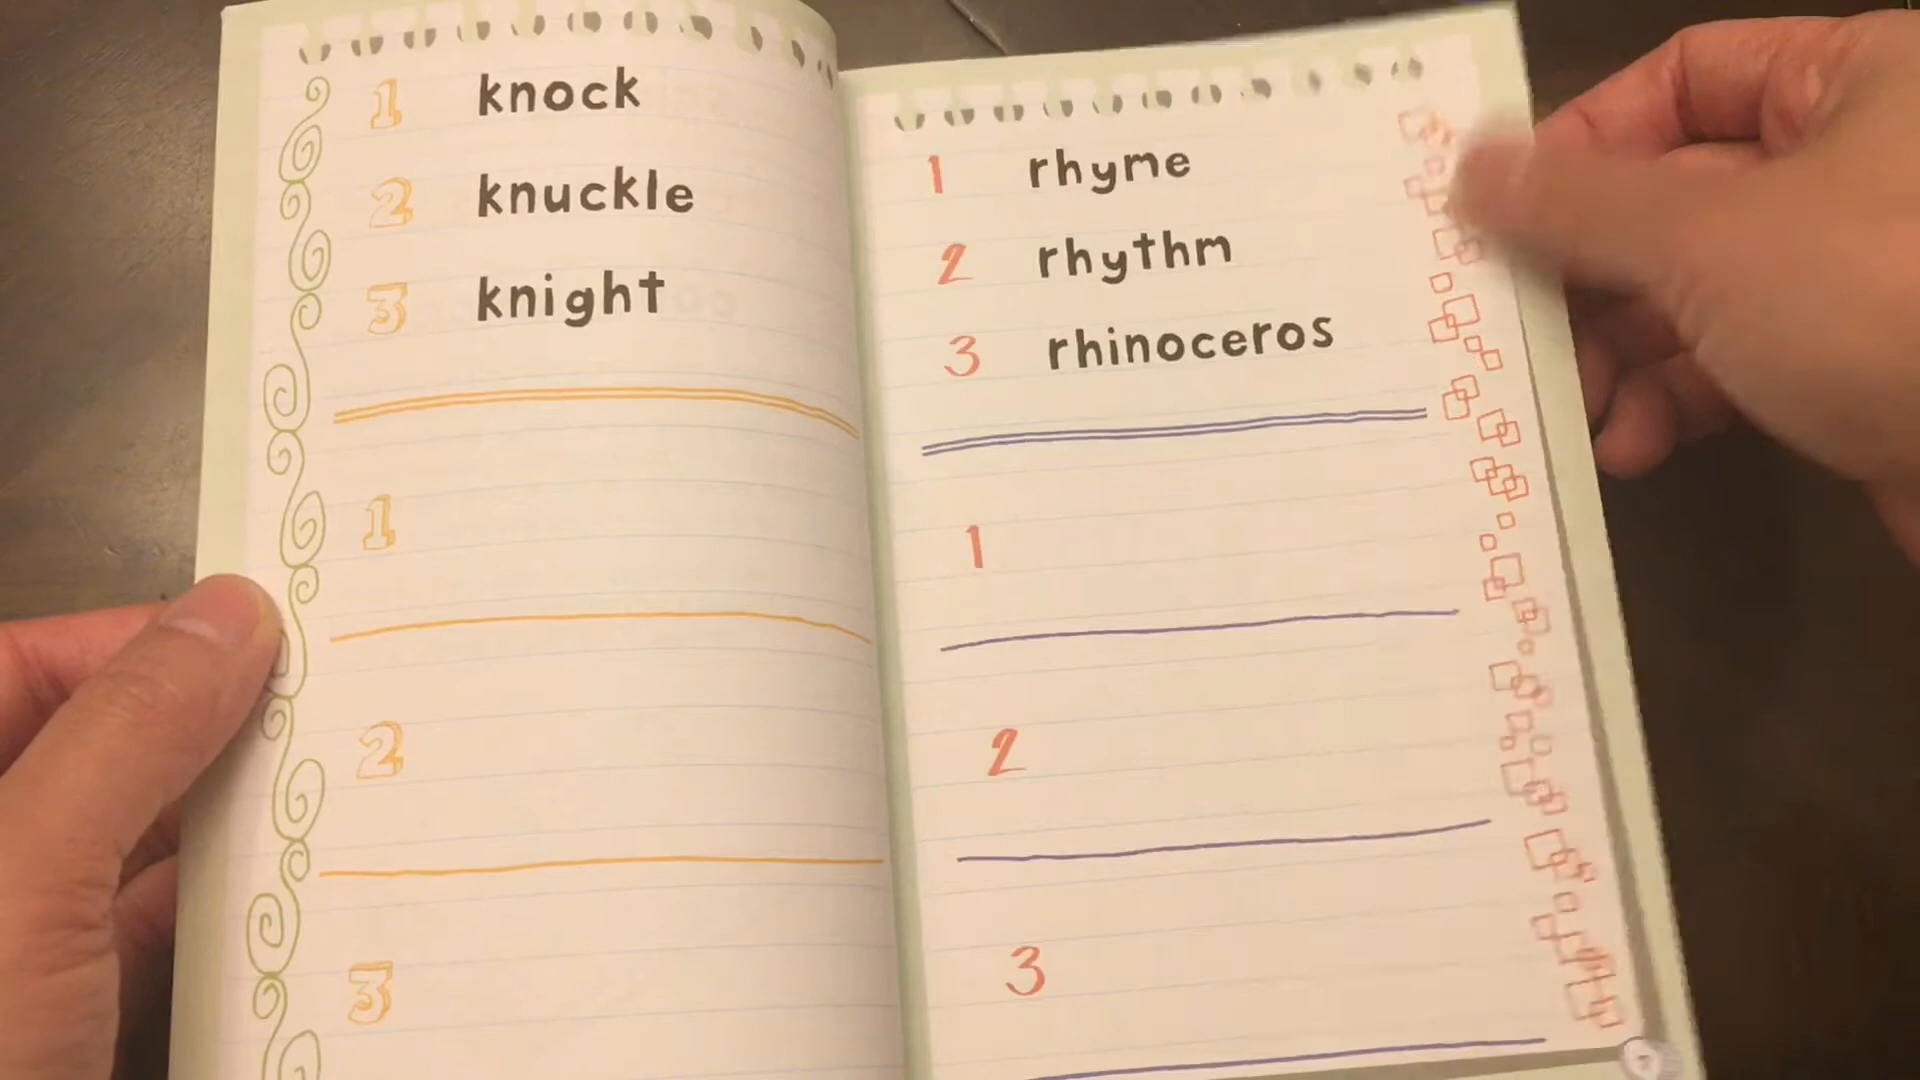 1 knock
2 knuckle
3 knight
1
2
3
1 rhyme
2 rhythm
3 rhinoceros
1
2
3